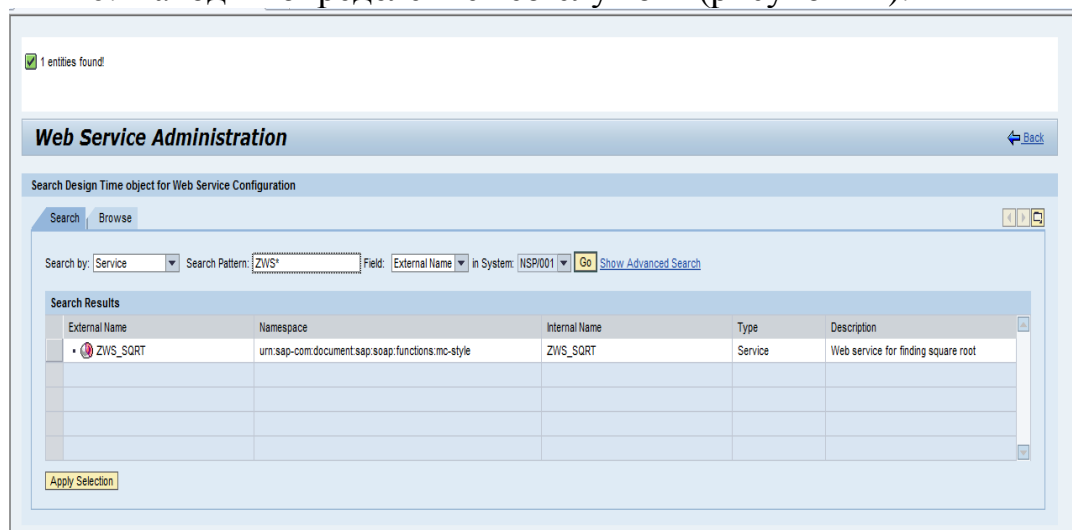 1 entities found!
Web Service Administration
Back
Search Design Time object for Web Service Configuration
Search Browse
Search by: Service Search Pattern: ZWS* Field: External Name in System: NSP/001 Go Show Advanced Search
Search Results
External Name Namespace Internal Name Type Description
ZWS_SQRT urn:sap-com:document:sap:soap:functions:mc-style ZWS_SQRT Service Web service for finding square root
Apply Selection